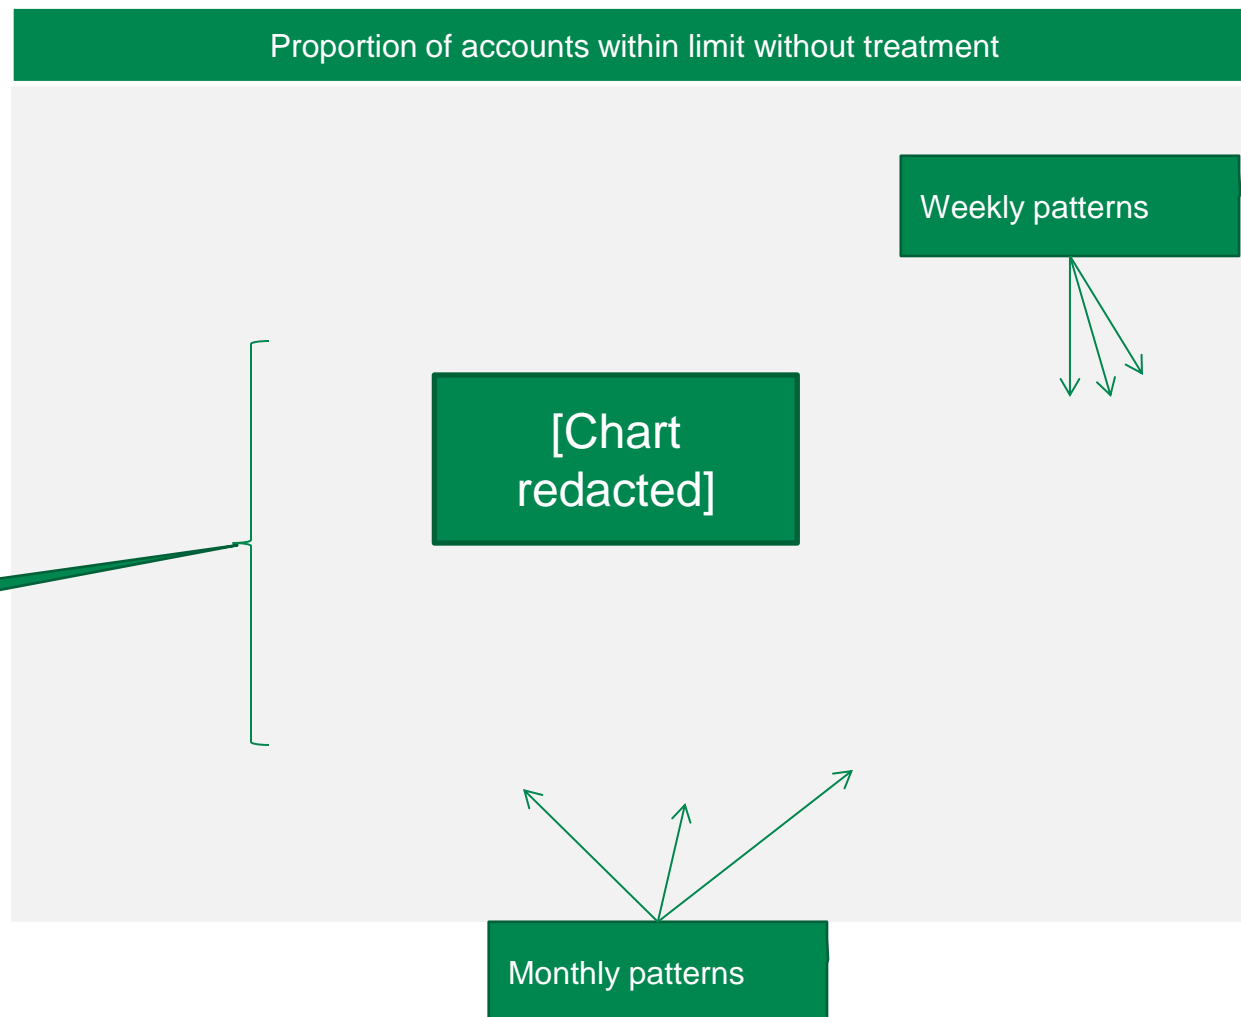 Proportion of accounts within limit without treatment
Weekly patterns
[Chart
redacted]
Monthly patterns